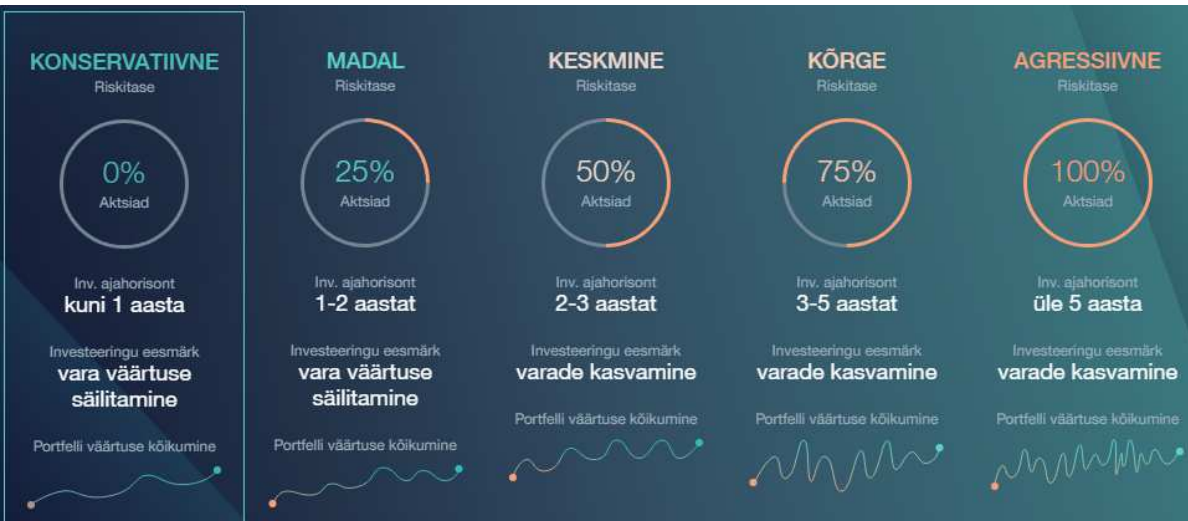 KONSERVATIIVNE
Riskitase
0%
Aktsiad
Inv. ajahorisont
kuni 1 aasta
Investeeringu eesmärk
vara väärtuse
säilitamine
Portfelli väärtuse kõikumine
MADAL
Riskitase
25%
Aktsiad
Inv. ajahorisont
1-2 aastat
Investeeringu eesmärk
vara väärtuse
säilitamine
Portfelli väärtuse kõikumine
KESKMINE
Riskitase
50%
Aktsiad
Inv. ajahorisont
2-3 aastat
Investeeringu eesmärk
varade kasvamine
Portfelli väärtuse kõikumine
KÕRGE
Riskitase
75%
Aktsiad
Inv. ajahorisont
3-5 aastat
Investeeringu eesmärk
varade kasvamine
Portfelli väärtuse kõikumine
AGRESSIIVNE
Riskitase
100%
Aktsiad
Inv. ajahorisont
üle 5 aasta
Investeeringu eesmärk
varade kasvamine
Portfelli väärtuse kõikumine